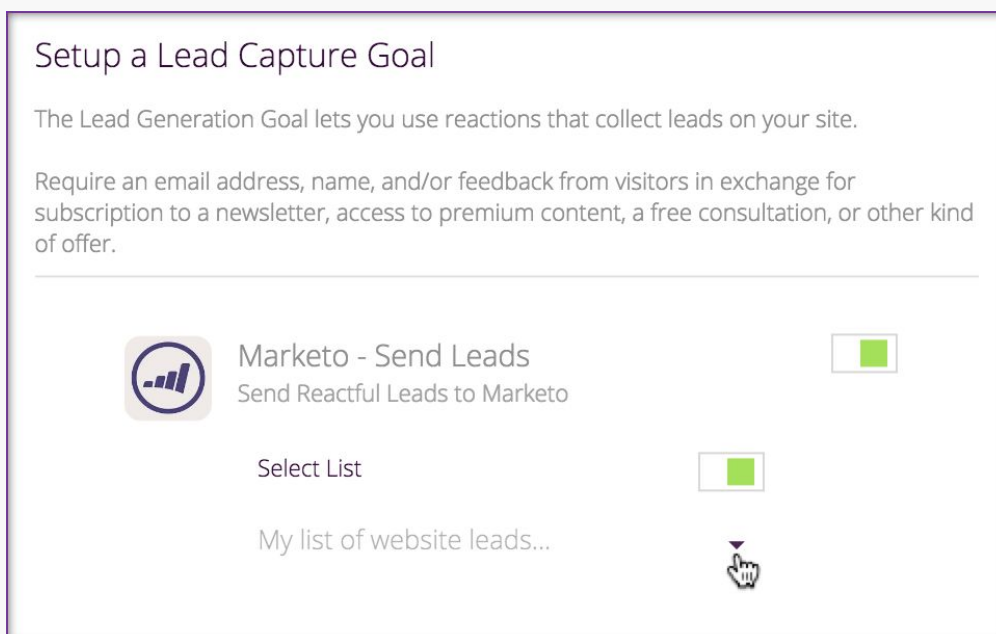 Setup a Lead Capture Goal
The Lead Generation Goal lets you use reactions that collect leads on your site.
Require an email address, name, and/or feedback from visitors in exchange for
subscription to a newsletter, access to premium content, a free consultation, or other kind
of offer.
Marketo - Send Leads
Send Reactful Leads to Marketo
Select List
My list of website leads...